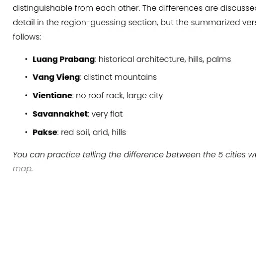 distinguishable from each other. The differences are discussed
detail in the region-guessing section, but the summarized
follows:
• Luang Prabang: historical architecture, hills, palms
• Vang Vieng: distinct mountains
• Vientiane: no roof rack, large city
• Savannakhet: very flat
• Pakse: red soil, arid, hills
You can practice telling the difference between the 5 cities
map.